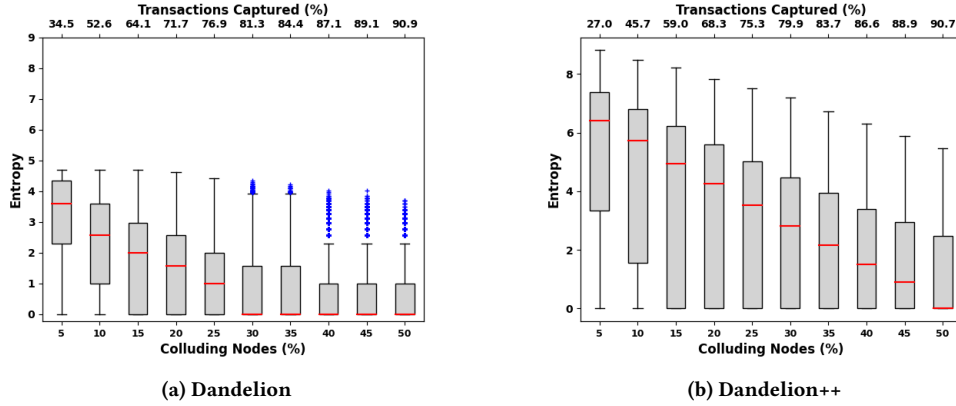 Transactions Captured (%)
34.5 52.6 64.1 71.7 76.9 81.3 84.4 87.1 89.1 90.9
9
8
7
6
5
4
3
2
1
0
Entropy
5 10 15 20 25 30 35 40 45 50
Colluding Nodes (%)
(a) Dandelion
Transactions Captured (%)
27.0 45.7 59.0 68.3 75.3 79.9 83.7 86.6 88.9 90.7
8
6
4
2
0
Entropy
5 10 15 20 25 30 35 40 45 50
Colluding Nodes (%)
(b) Dandelion++